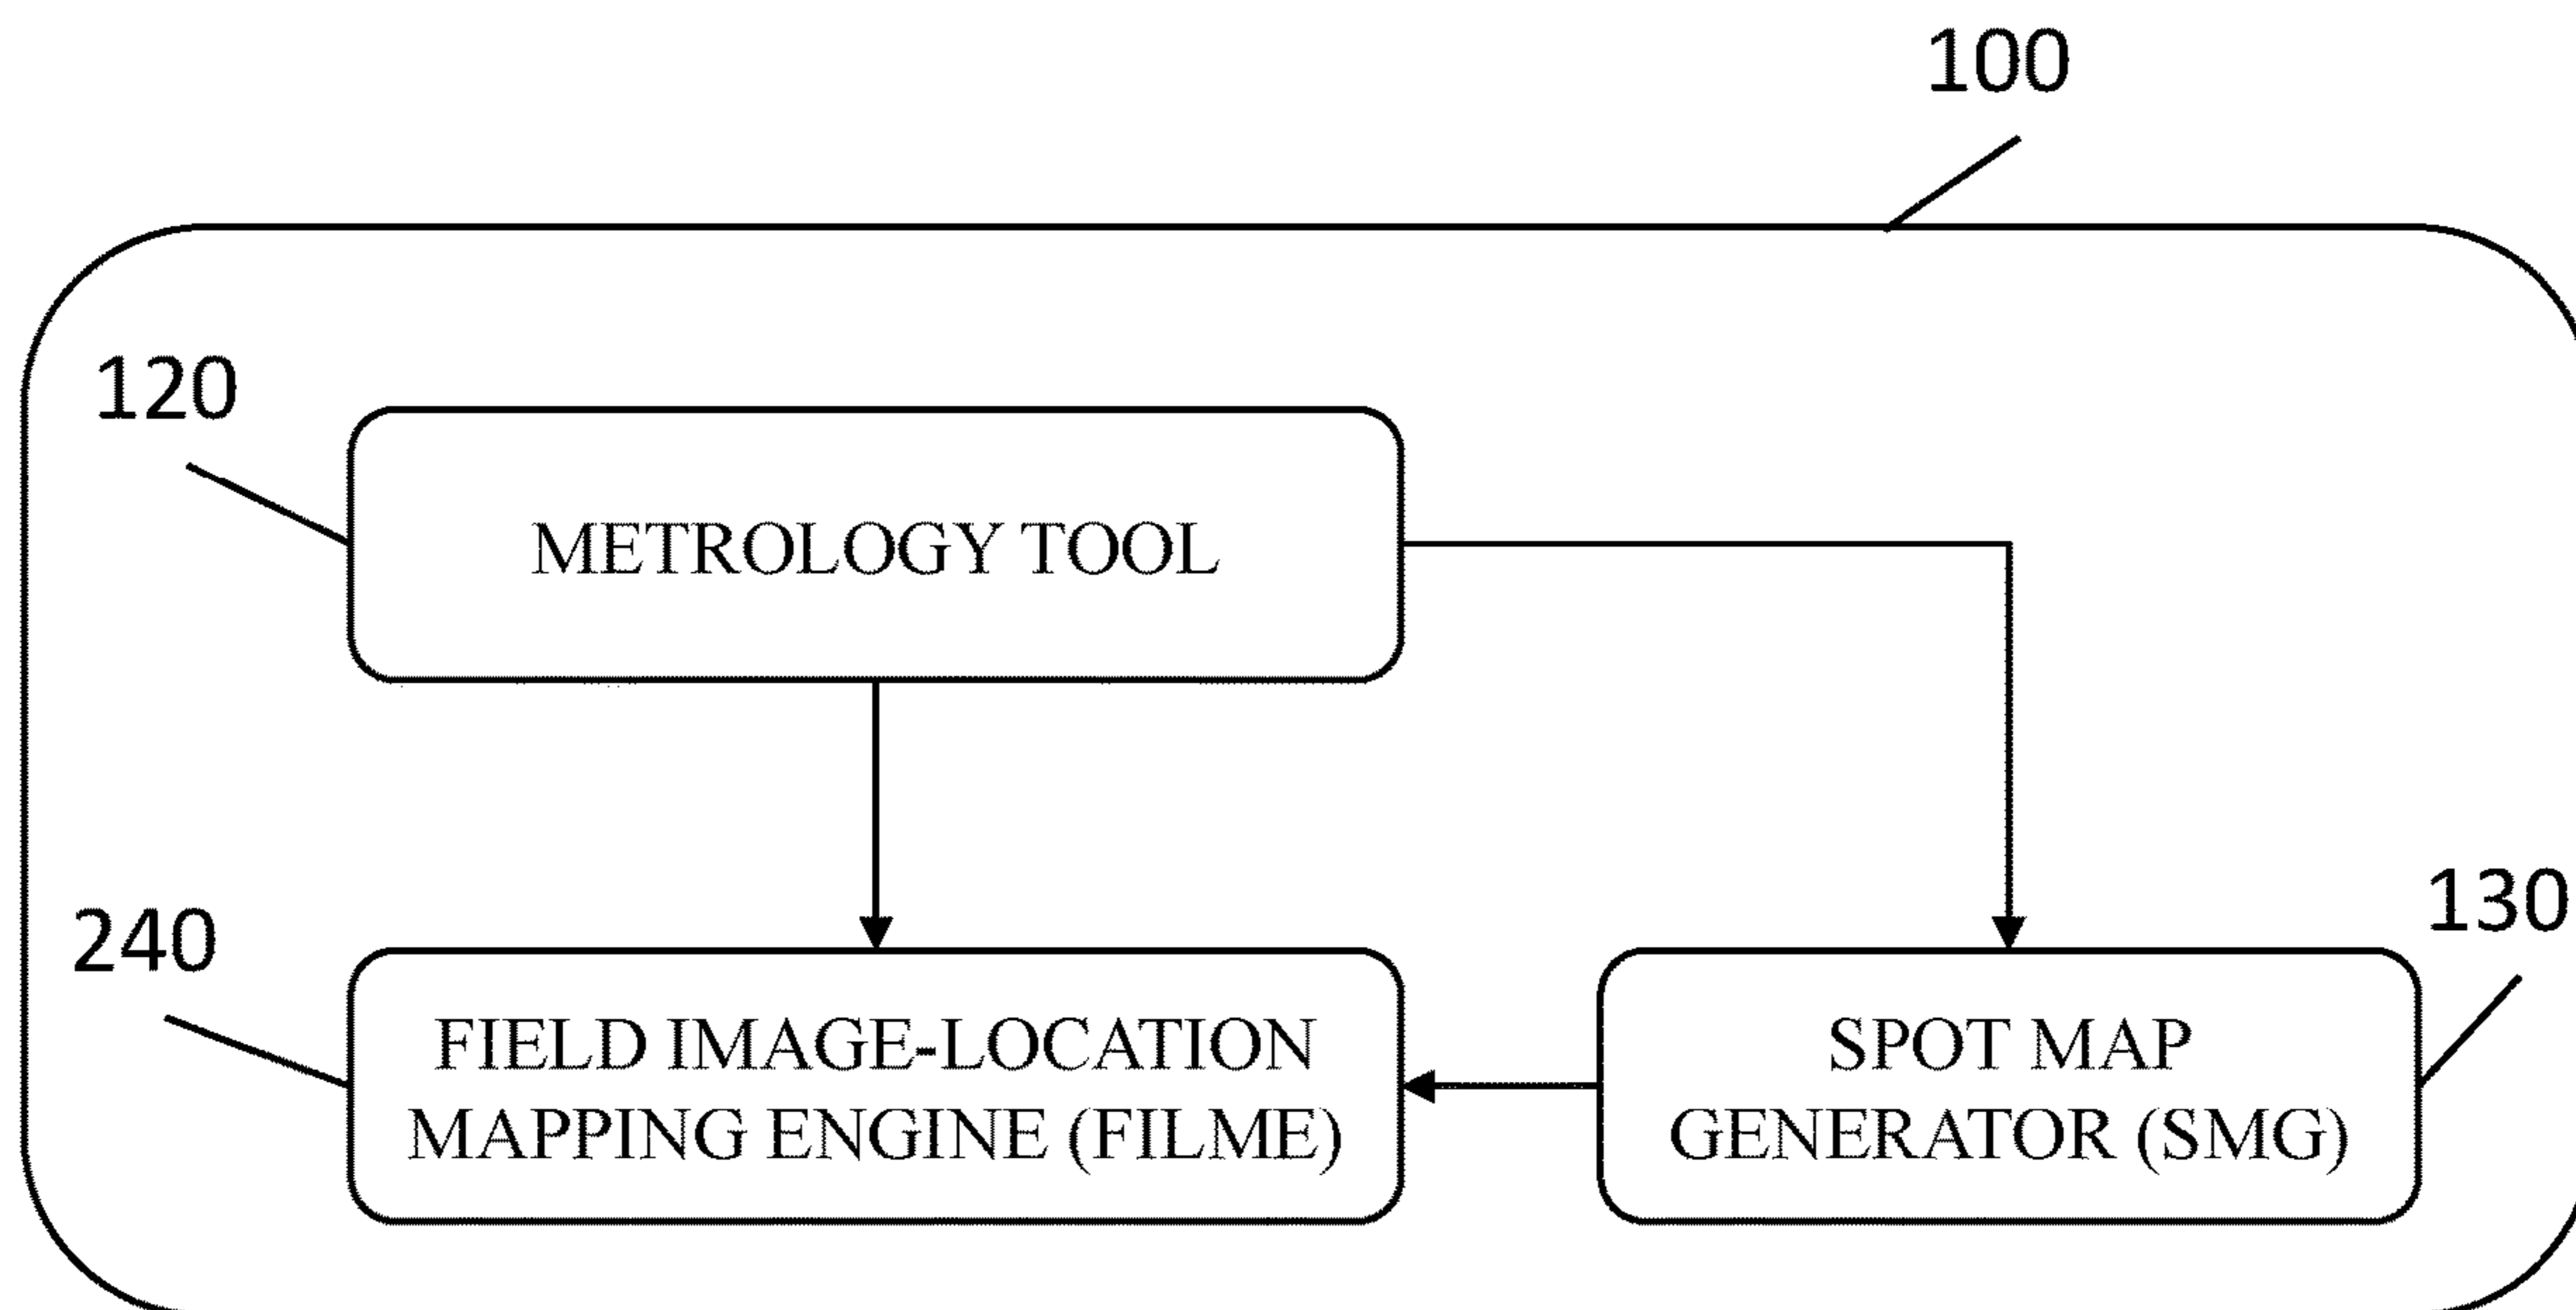 100
120
METROLOGY TOOL
240
FIELD IMAGE-LOCATION
MAPPING ENGINE (FILME)
130
SPOT MAP
GENERATOR (SMG)